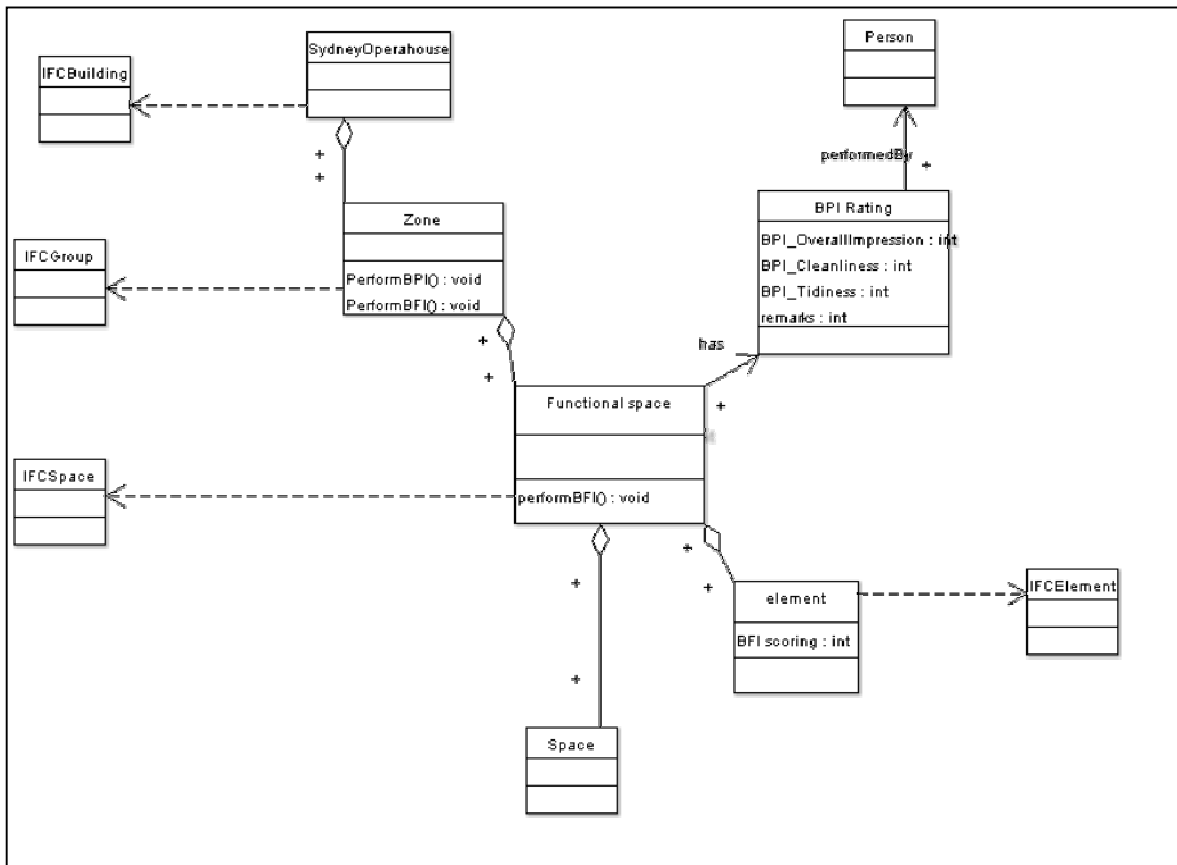 Person
SydneyOperahouse
IFCBuilding
performedBy
+
+
+
BPI Rating
BPI_OverallImpression : int
BPI_Cleanliness : int
BPI_Tidiness : int
remarks : int
Zone
PerformBPI() : void
PerformBFI() : void
IFCGroup
+
+
has
+
Functional space
performBFI() : void
IFCSpace
+
+
+
+
element
BFI scoring : int
IFCElement
Space